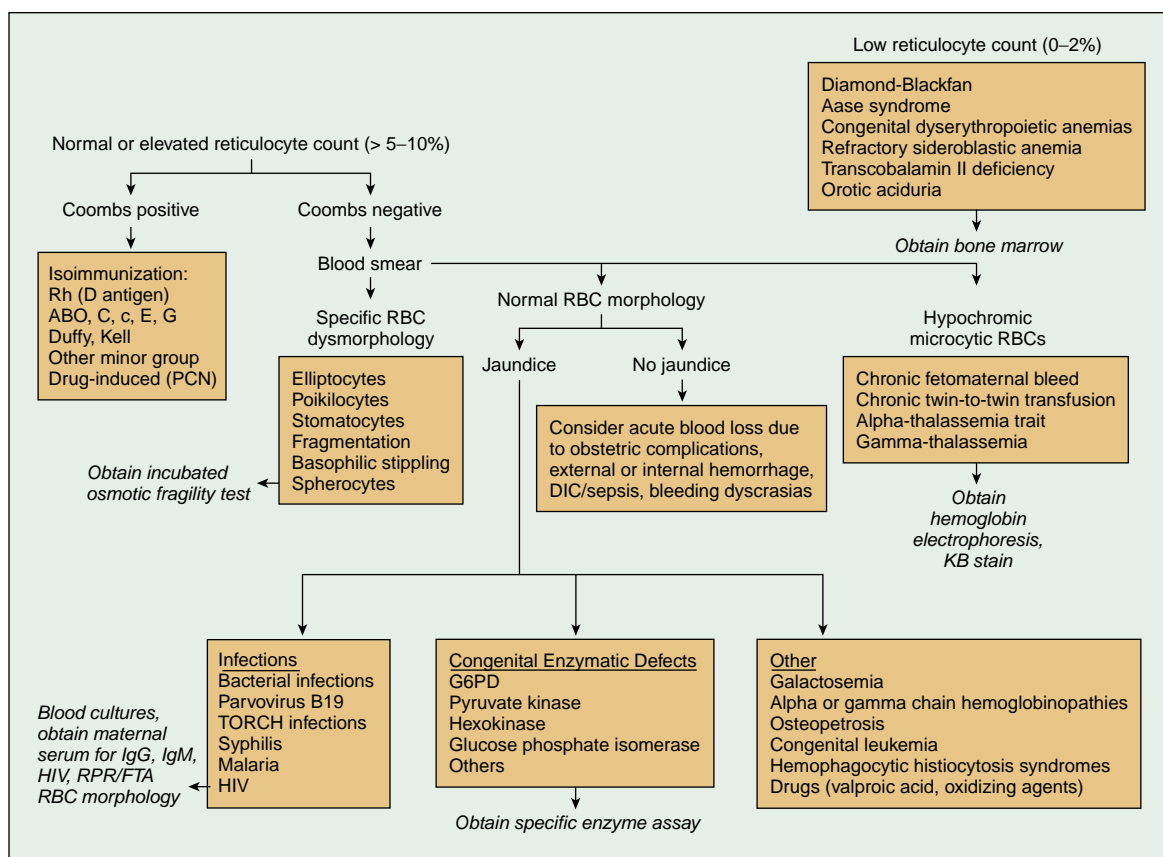 Low reticulocyte count (0–2%)
Diamond-Blackfan
Aase syndrome
Congenital dyserythropoietic anemias
Refractory sideroblastic anemia
Transcobalamin II deficiency
Orotic aciduria
Obtain bone marrow
Normal or elevated reticulocyte count (> 5–10%)
Coombs positive
Coombs negative
Isoimmunization:
Rh (D antigen)
ABO, C, c, E, G
Duffy, Kell
Other minor group
Drug-induced (PCN)
Blood smear
Specific RBC
dysmorphology
Elliptocytes
Poikilocytes
Stomatocytes
Fragmentation
Basophilic stippling
Spherocytes
Obtain incubated
osmotic fragility test
Normal RBC morphology
Jaundice
No jaundice
Consider acute blood loss due
to obstetric complications,
external or internal hemorrhage,
DIC/sepsis, bleeding dyscrasias
Hypochromic
microcytic RBCs
Chronic fetomaternal bleed
Chronic twin-to-twin transfusion
Alpha-thalassemia trait
Gamma-thalassemia
Obtain
hemoglobin
electrophoresis,
KB stain
Infections
Bacterial infections
Parvovirus B19
TORCH infections
Syphilis
Malaria
HIV
Blood cultures,
obtain maternal
serum for IgG, IgM,
HIV, RPR/FTA
RBC morphology
Congenital Enzymatic Defects
G6PD
Pyruvate kinase
Hexokinase
Glucose phosphate isomerase
Others
Obtain specific enzyme assay
Other
Galactosemia
Alpha or gamma chain hemoglobinopathies
Osteopetrosis
Congenital leukemia
Hemophagocytic histiocytosis syndromes
Drugs (valproic acid, oxidizing agents)